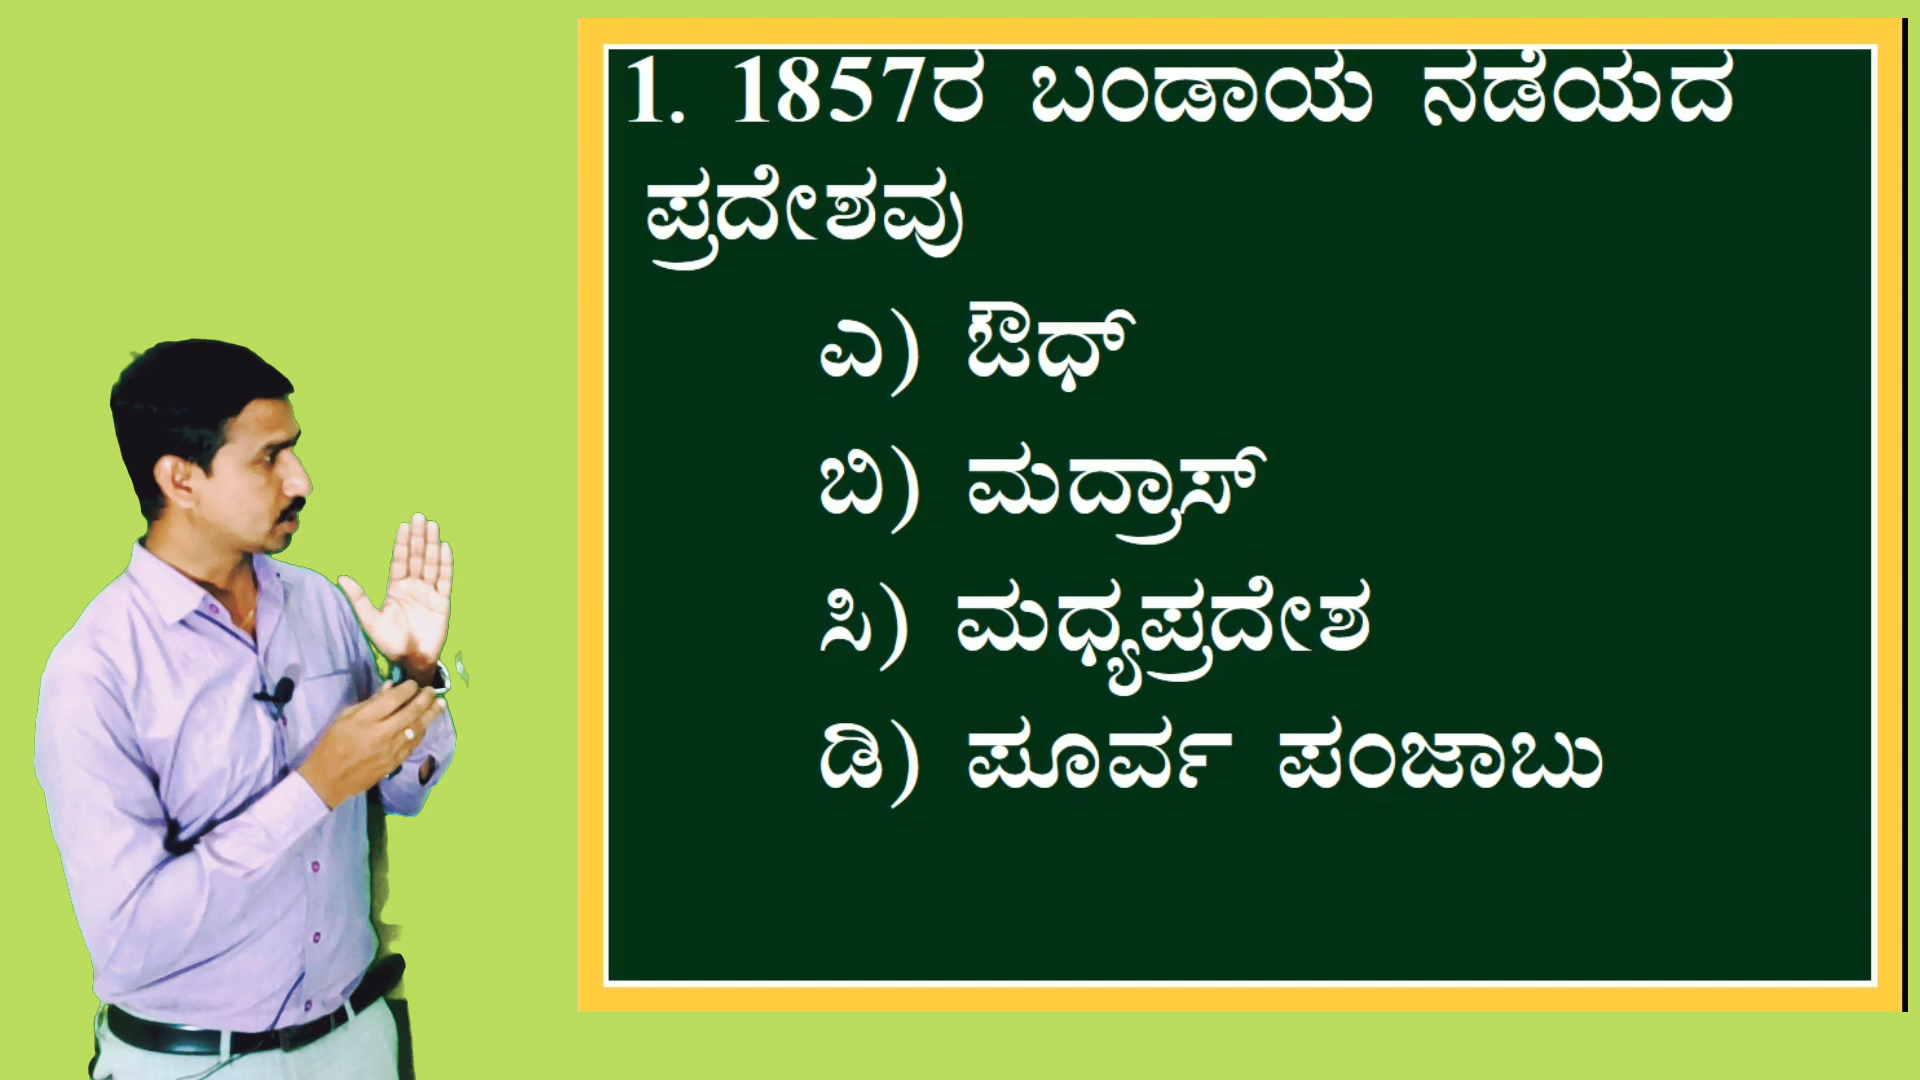 1. 1857ರ ಬಂಡಾಯ ನಡೆಯದ
ಪ್ರದೇಶವು
ಎ) ಔಧ್
ಬಿ) ಮದ್ರಾಸ್
ಸಿ) ಮಧ್ಯಪ್ರದೇಶ
ಡಿ) ಪೂರ್ವ ಪಂಜಾಬು